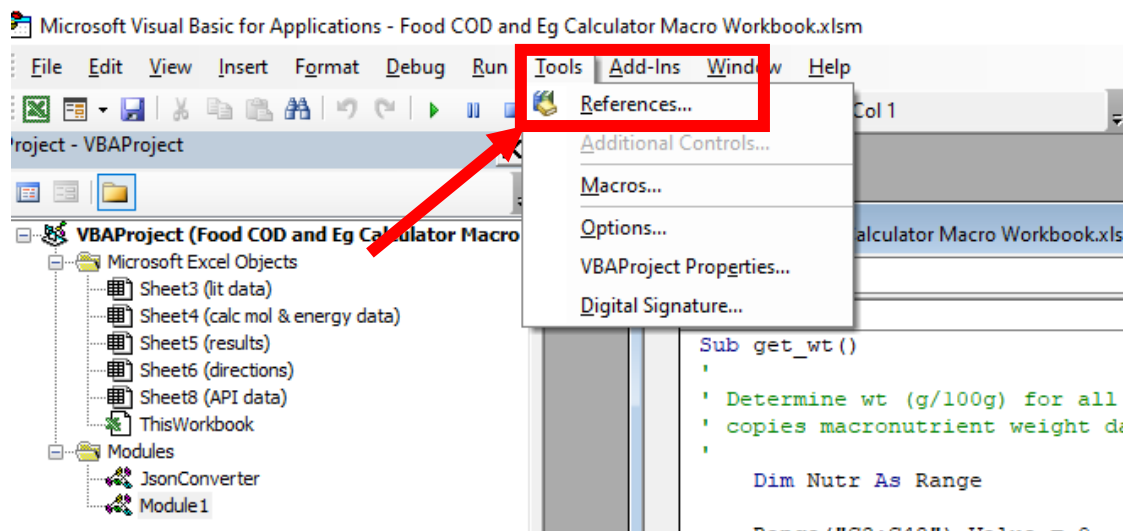 Microsoft Visual Basic for Applications - Food COD and Eg Calculator Macro Workbook.xlsm
File Edit View Insert Format Debug Run Tools Add-Ins Window Help
References...
Col 1
roject - VBAProject
Additional Controls...
Macros...
Options...
VBAProject Properties...
Digital Signature...
VBAProject (Food COD and Eg Calculator Macro
alculator Macro Workbook.xls
Microsoft Excel Objects
Sheet3 (lit data)
Sheet4 (calc mol & energy data)
Sheet5 (results)
Sheet6 (directions)
Sheet8 (API data)
ThisWorkbook
Modules
JsonConverter
Module1
Sub get_wt()
'
' Determine wt (g/100g) for all
' copies macronutrient weight da
'
Dim Nutr As Range